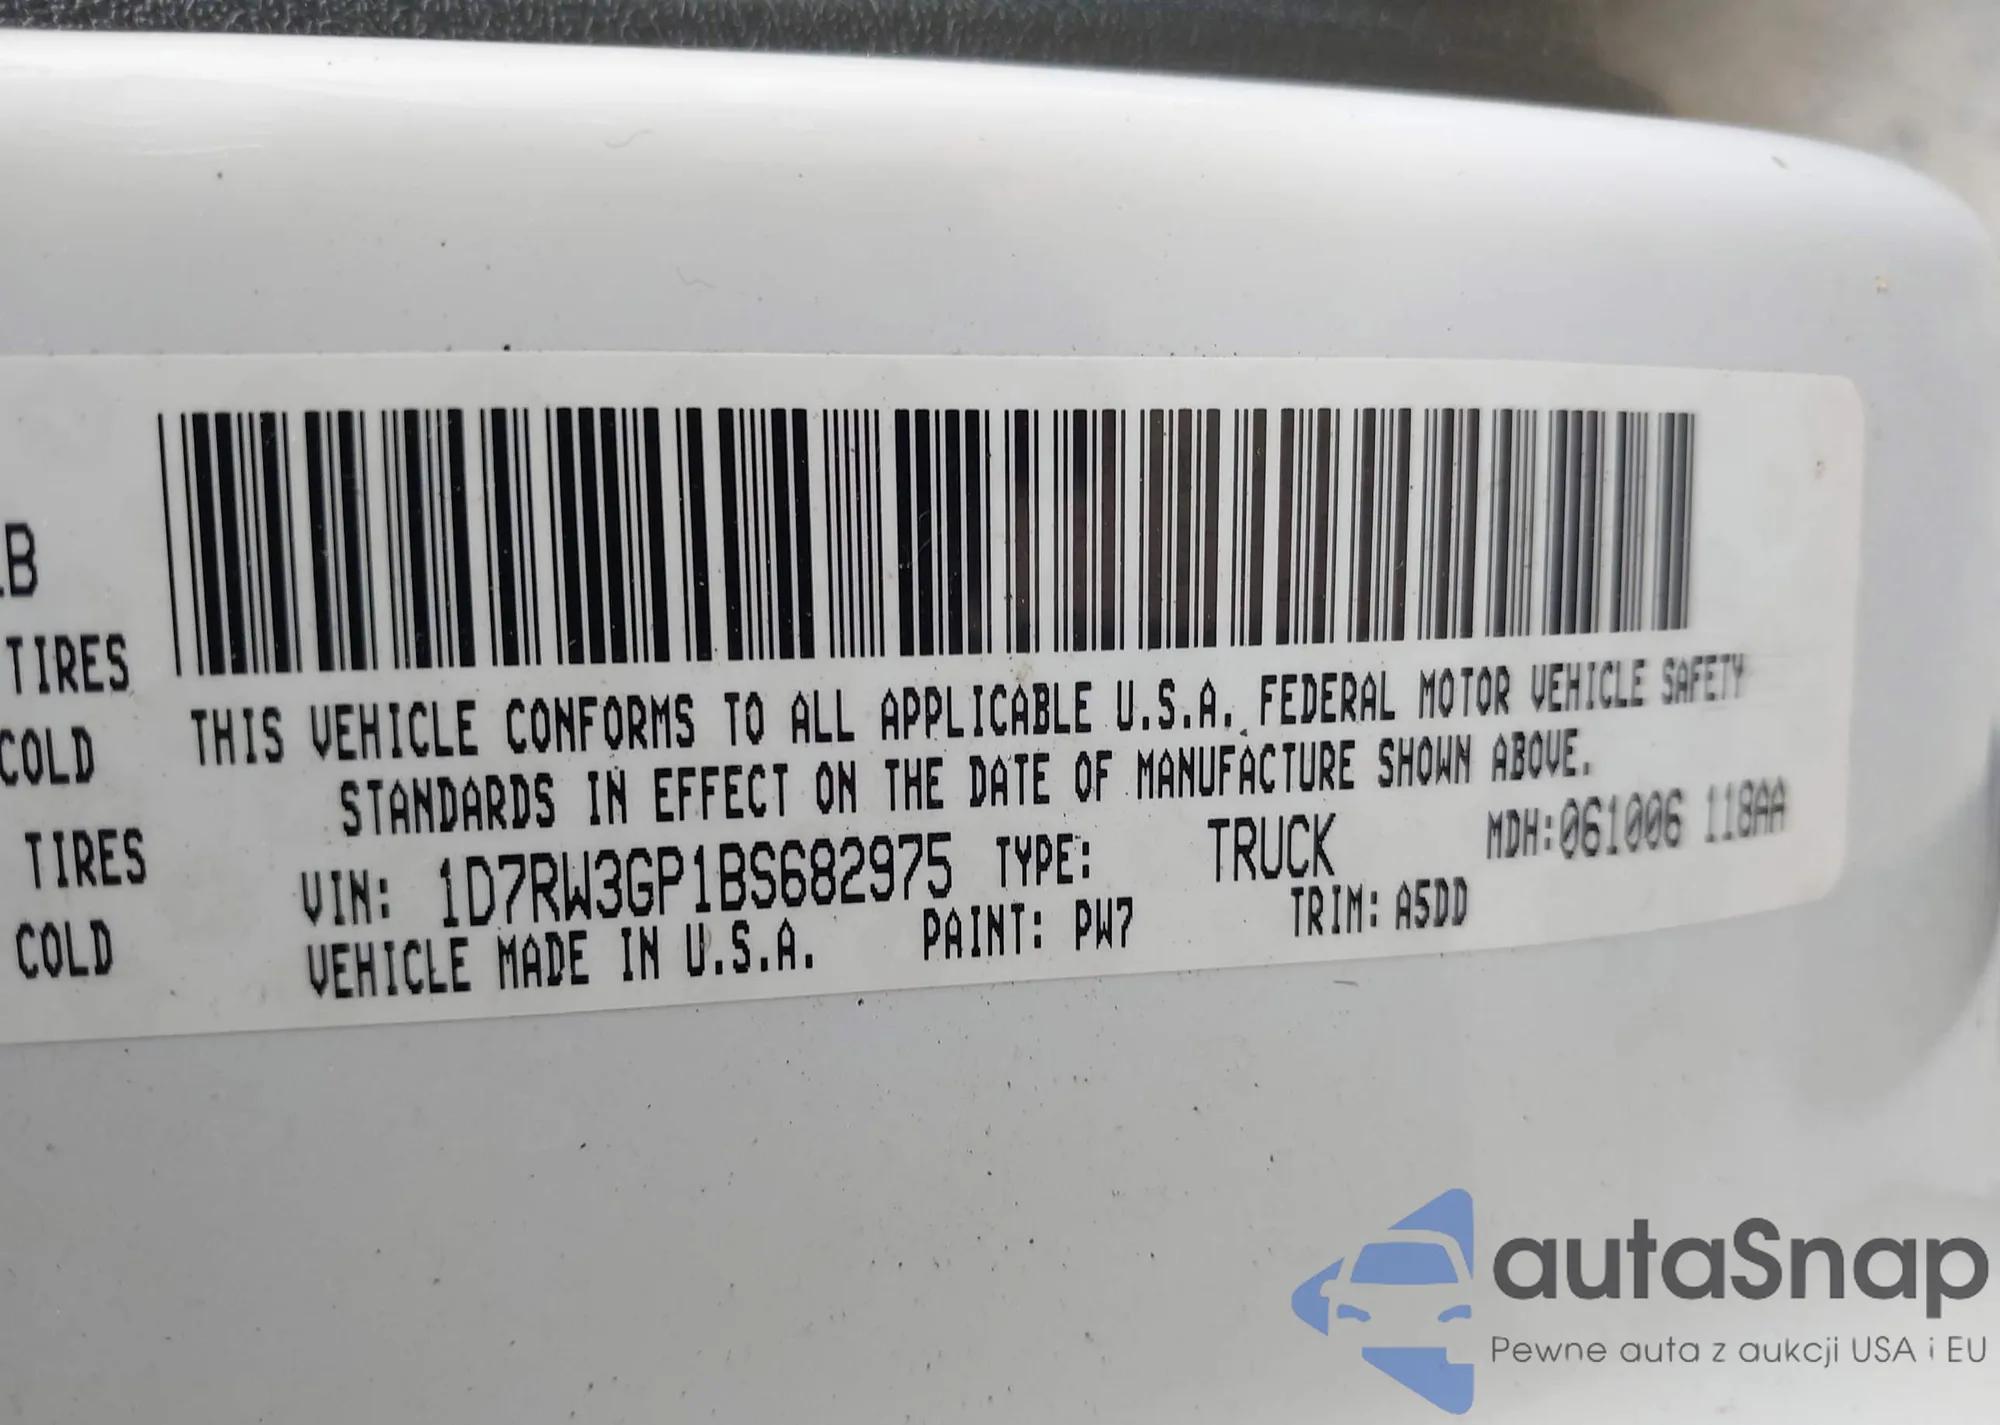 LB
TIRES
COLD
TIRES
COLD
THIS VEHICLE CONFORMS TO ALL APPLICABLE U.S.A. FEDERAL MOTOR VEHICLE SAFETY
STANDARDS IN EFFECT ON THE DATE OF MANUFACTURE SHOWN ABOVE.
VIN: 1D7RW3GP1BS682975 TYPE: TRUCK MDH:061006 118AA
VEHICLE MADE IN U.S.A. PAINT: PW7 TRIM: A5DD
autaSnap
Pewne auta z aukcji USA i EU